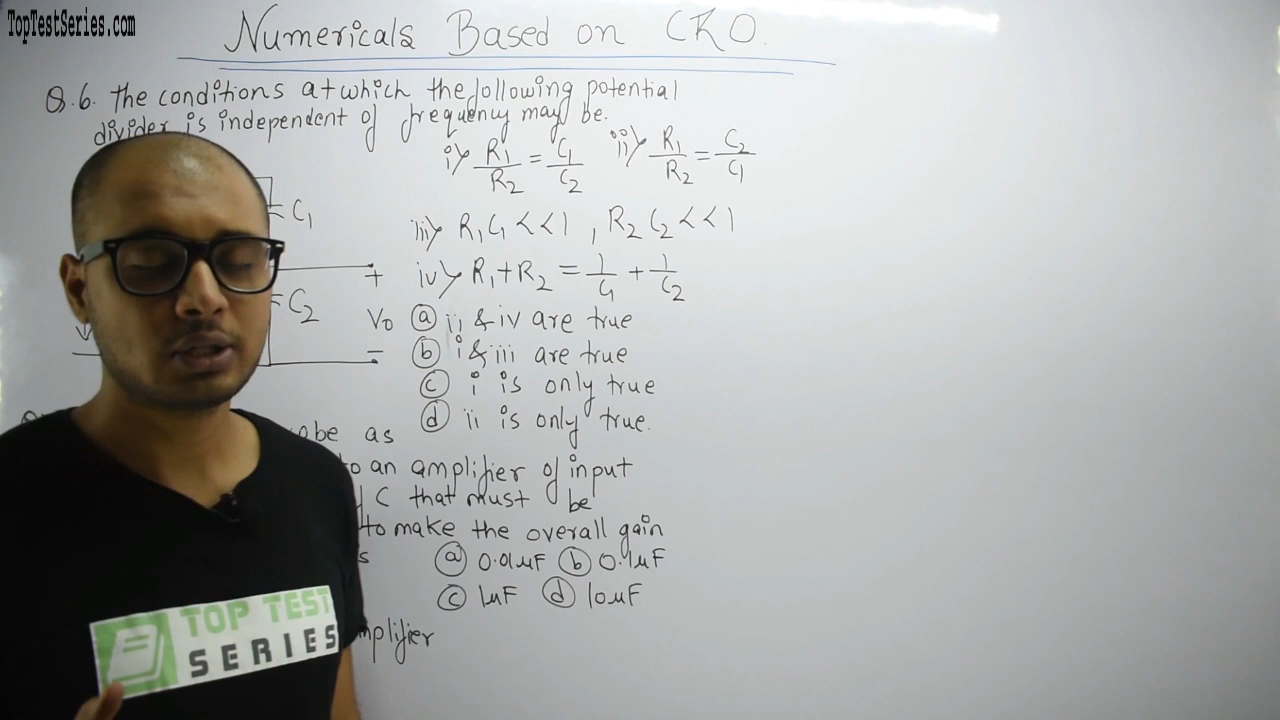 TopTestSeries.com
Numericals Based on CRO.
Q.6. The conditions at which the following potential
divider is independent of frequency may be.
i> R1/R2 = C1/C2 ii> R1/R2 = C2/C1
iii> R1C1 << 1, R2C2 << 1
iv> R1+R2 = 1/C1 + 1/C2
C1
C2
+
V0
-
a ii & iv are true
b i & iii are true
c i is only true
d ii is only true.
as
to an amplifier of input
C that must be
to make the overall gain
a 0.01uF b 0.1uF
c 1uF d 10uF
TOP TEST
SERIES